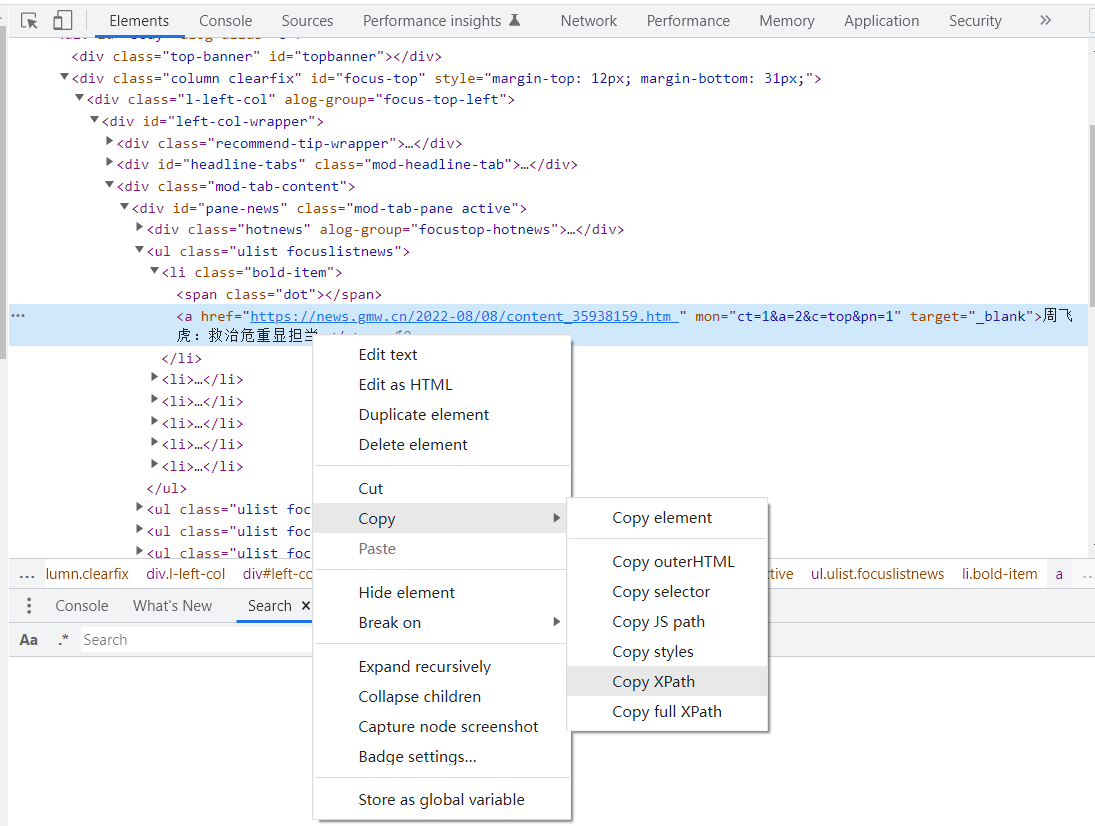 Elements Console Sources Performance insights Network Performance Memory Application Security »
<div class="top-banner" id="topbanner"></div>
▼<div class="column clearfix" id="focus-top" style="margin-top: 12px; margin-bottom: 31px;">
▼<div class="l-left-col" alog-group="focus-top-left">
▼<div id="left-col-wrapper">
▶<div class="recommend-tip-wrapper">…</div>
▶<div id="headline-tabs" class="mod-headline-tab">…</div>
▼<div class="mod-tab-content">
▼<div id="pane-news" class="mod-tab-pane active">
▶<div class="hotnews" alog-group="focustop-hotnews">…</div>
▼<ul class="ulist focuslistnews">
▼<li class="bold-item">
<span class="dot"></span>
<a href="https://news.gmw.cn/2022-08/08/content_35938159.htm " mon="ct=1&a=2&c=top&pn=1" target="_blank">周飞
虎：救治危重显担当
</li>
▶<li>…</li>
▶<li>…</li>
▶<li>…</li>
▶<li>…</li>
▶<li>…</li>
</ul>
▶<ul class="ulist foc
▶<ul class="ulist foc
▶<ul class="ulist foc
Edit text
Edit as HTML
Duplicate element
Delete element
Cut
Copy
Paste
Hide element
Break on
Expand recursively
Collapse children
Capture node screenshot
Badge settings...
Store as global variable
Copy element
Copy outerHTML
Copy selector
Copy JS path
Copy styles
Copy XPath
Copy full XPath
... lumn.clearfix div.l-left-col div#left-co tive ul.ulist.focuslistnews li.bold-item a ..
Console What's New Search ×
Aa .* Search